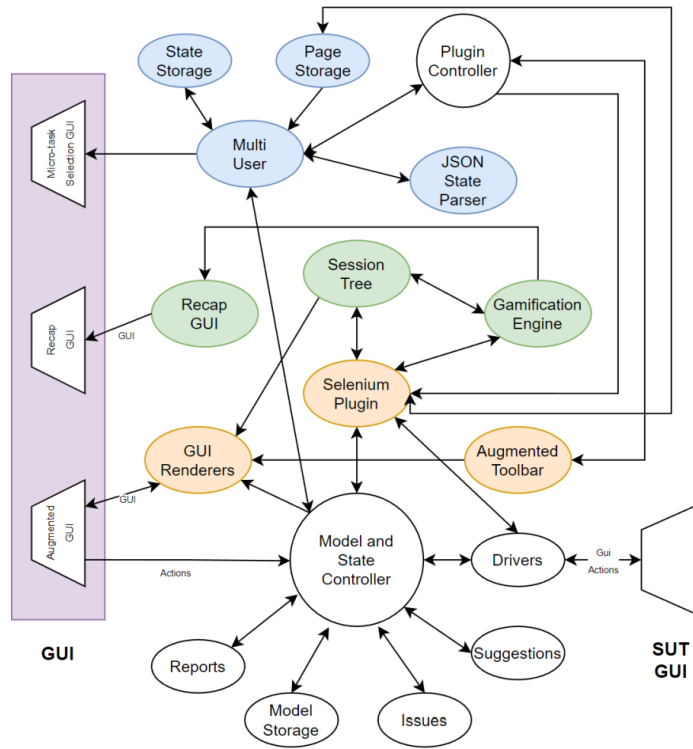 State
Storage
Page
Storage
Plugin
Controller
Micro-task
Selection GUI
Multi
User
JSON
State
Parser
Session
Tree
Recap
GUI
Gamification
Engine
Recap
GUI
GUI
Selenium
Plugin
GUI
Renderers
Augmented
Toolbar
Augmented
GUI
GUI
Actions
Model and
State
Controller
Drivers
Gui
Actions
GUI
Reports
Suggestions
SUT
GUI
Model
Storage
Issues